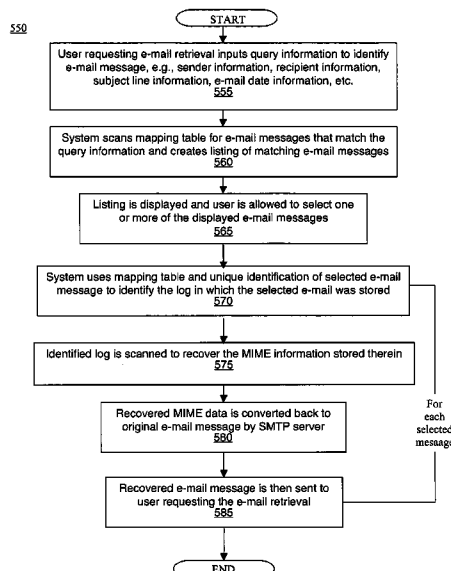 START
550
User requesting e-mail retrieval inputs query information to identify
e-mail message, e.g., sender information, recipient information,
subject line information, e-mail date information, etc.
555
System scans mapping table for e-mail messages that match the
query information and creates listing of matching e-mail messages
560
Listing is displayed and user is allowed to select one
or more of the displayed e-mail messages
565
System uses mapping table and unique identification of selected e-mail
message to identify the log in which the selected e-mail was stored
570
Identified log is scanned to recover the MIME information stored therein
575
Recovered MIME data is converted back to
original e-mail message by SMTP server
580
For
each
selected
message
Recovered e-mail message is then sent to
user requesting the e-mail retrieval
585
END